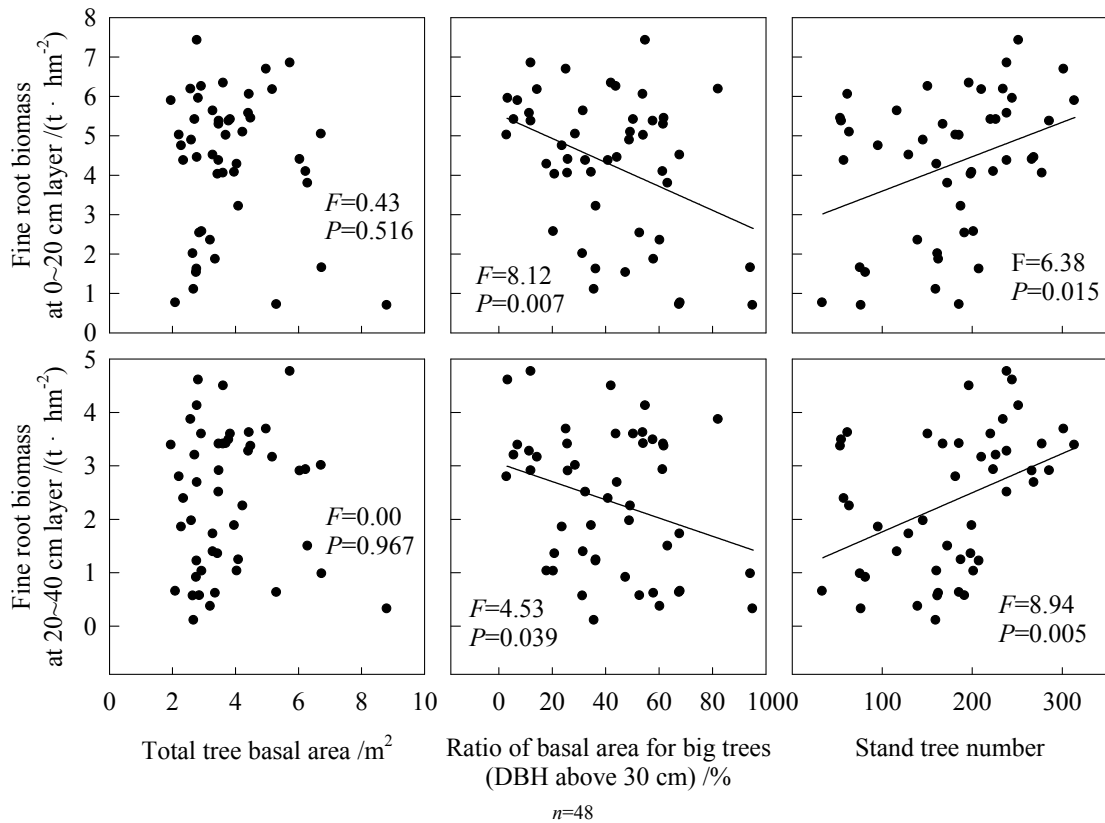 8
7
6
5
4
3
2
1
0
Fine root biomass
at 0~20 cm layer /(t · hm-2)
F=0.43
P=0.516
F=8.12
P=0.007
F=6.38
P=0.015
5
4
3
2
1
0
Fine root biomass
at 20~40 cm layer /(t · hm-2)
F=0.00
P=0.967
F=4.53
P=0.039
F=8.94
P=0.005
0 2 4 6 8 10
0 20 40 60 80 100
0 100 200 300
Total tree basal area /m2
Ratio of basal area for big trees
(DBH above 30 cm) /%
Stand tree number
n=48